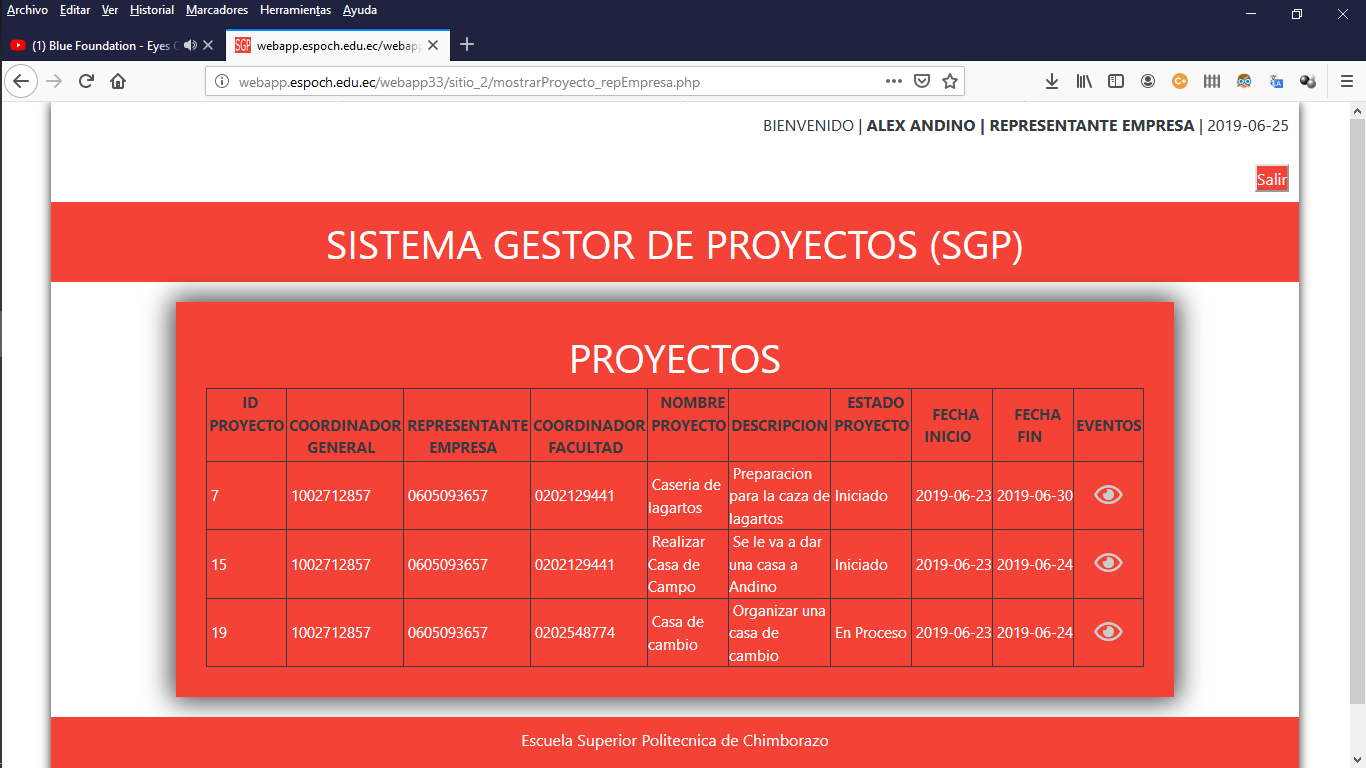 Archivo Editar Ver Historial Marcadores Herramientas Ayuda
(1) Blue Foundation - Eyes
SGP webapp.espoch.edu.ec/webapp
webapp.espoch.edu.ec/webapp33/sitio_2/mostrarProyecto_repEmpresa.php
BIENVENIDO | ALEX ANDINO | REPRESENTANTE EMPRESA | 2019-06-25
Salir
SISTEMA GESTOR DE PROYECTOS (SGP)
PROYECTOS
ID
PROYECTO
COORDINADOR
GENERAL
REPRESENTANTE
EMPRESA
COORDINADOR
FACULTAD
NOMBRE
PROYECTO
DESCRIPCION
ESTADO
PROYECTO
FECHA
INICIO
FECHA
FIN
EVENTOS
7
1002712857
0605093657
0202129441
Caseria de
lagartos
Preparacion
para la caza de
lagartos
Iniciado
2019-06-23
2019-06-30
15
1002712857
0605093657
0202129441
Realizar
Casa de
Campo
Se le va a dar
una casa a
Andino
Iniciado
2019-06-23
2019-06-24
19
1002712857
0605093657
0202548774
Casa de
cambio
Organizar una
casa de
cambio
En Proceso
2019-06-23
2019-06-24
Escuela Superior Politecnica de Chimborazo